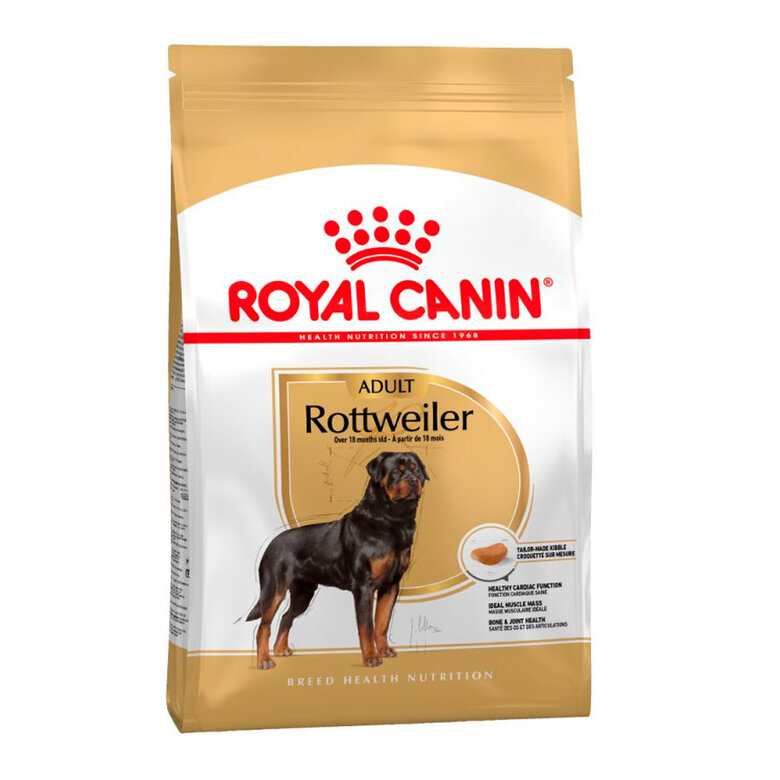 ROYAL CANIN®
HEALTH NUTRITION SINCE 1968
ADULT
Rottweiler
Over 18 months old - À partir de 18 mois
TAILOR-MADE KIBBLE
CROQUETTE SUR MESURE
HEALTHY CARDIAC FUNCTION
FONCTION CARDIAQUE SAINE
IDEAL MUSCLE MASS
MASSE MUSCULAIRE IDÉALE
BONE & JOINT HEALTH
SANTÉ DES OS ET DES ARTICULATIONS
BREED HEALTH NUTRITION